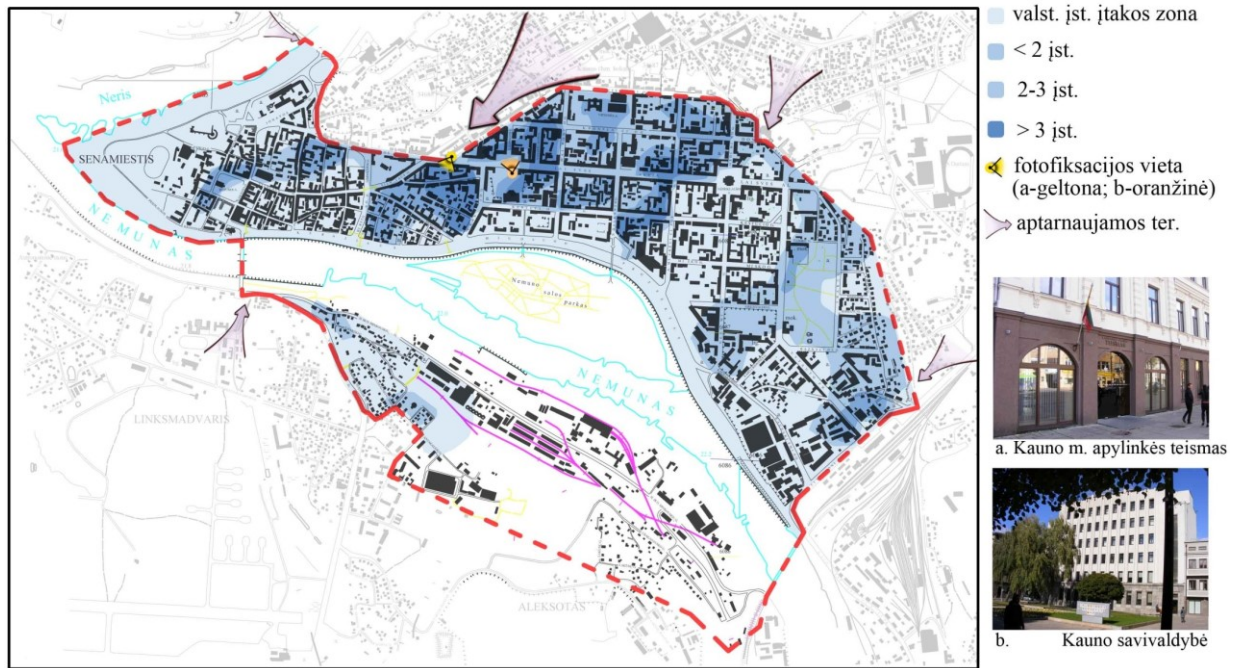 Neris
SENAMIESTIS
NEMUNAS
Nemuno
salos parkas
NEMUNAS
LINKSMADVARIS
ALEKSOTAS
valst. įst. įtakos zona
< 2 įst.
2-3 įst.
> 3 įst.
fotofiksacijos vieta
(a-geltona; b-oranžinė)
aptarnaujamos ter.
a. Kauno m. apylinkės teismas
b. Kauno savivaldybė